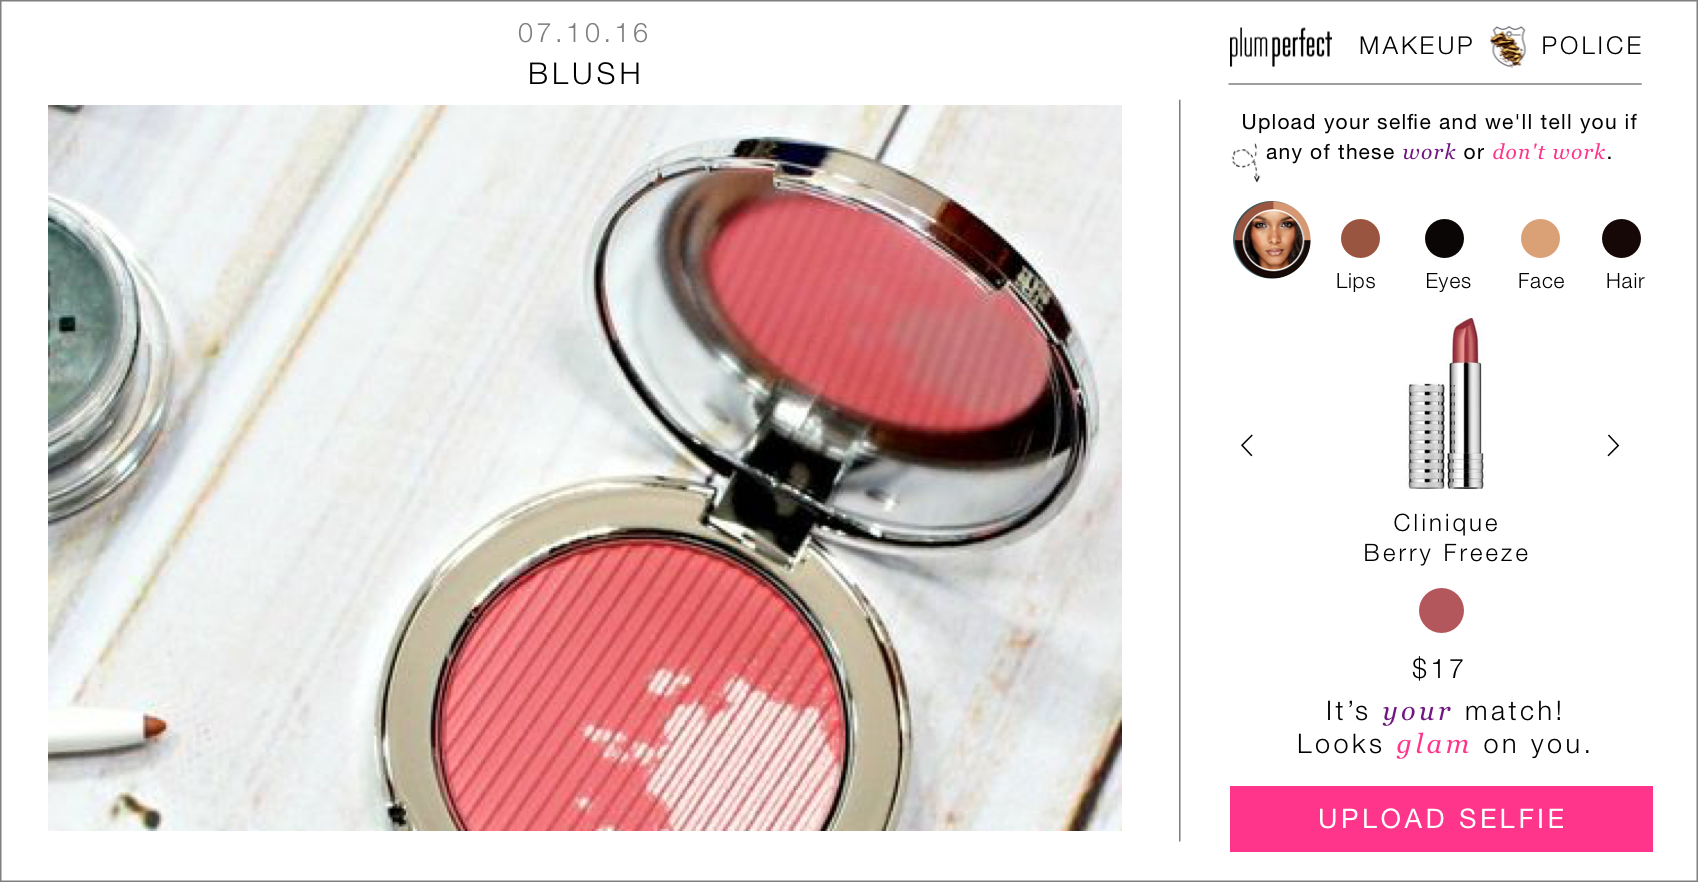 07.10.16
BLUSH
plumperfect MAKEUP POLICE
Upload your selfie and we'll tell you if
any of these work or don't work.
Lips Eyes Face Hair
Clinique
Berry Freeze
$17
It's your match!
Looks glam on you.
UPLOAD SELFIE